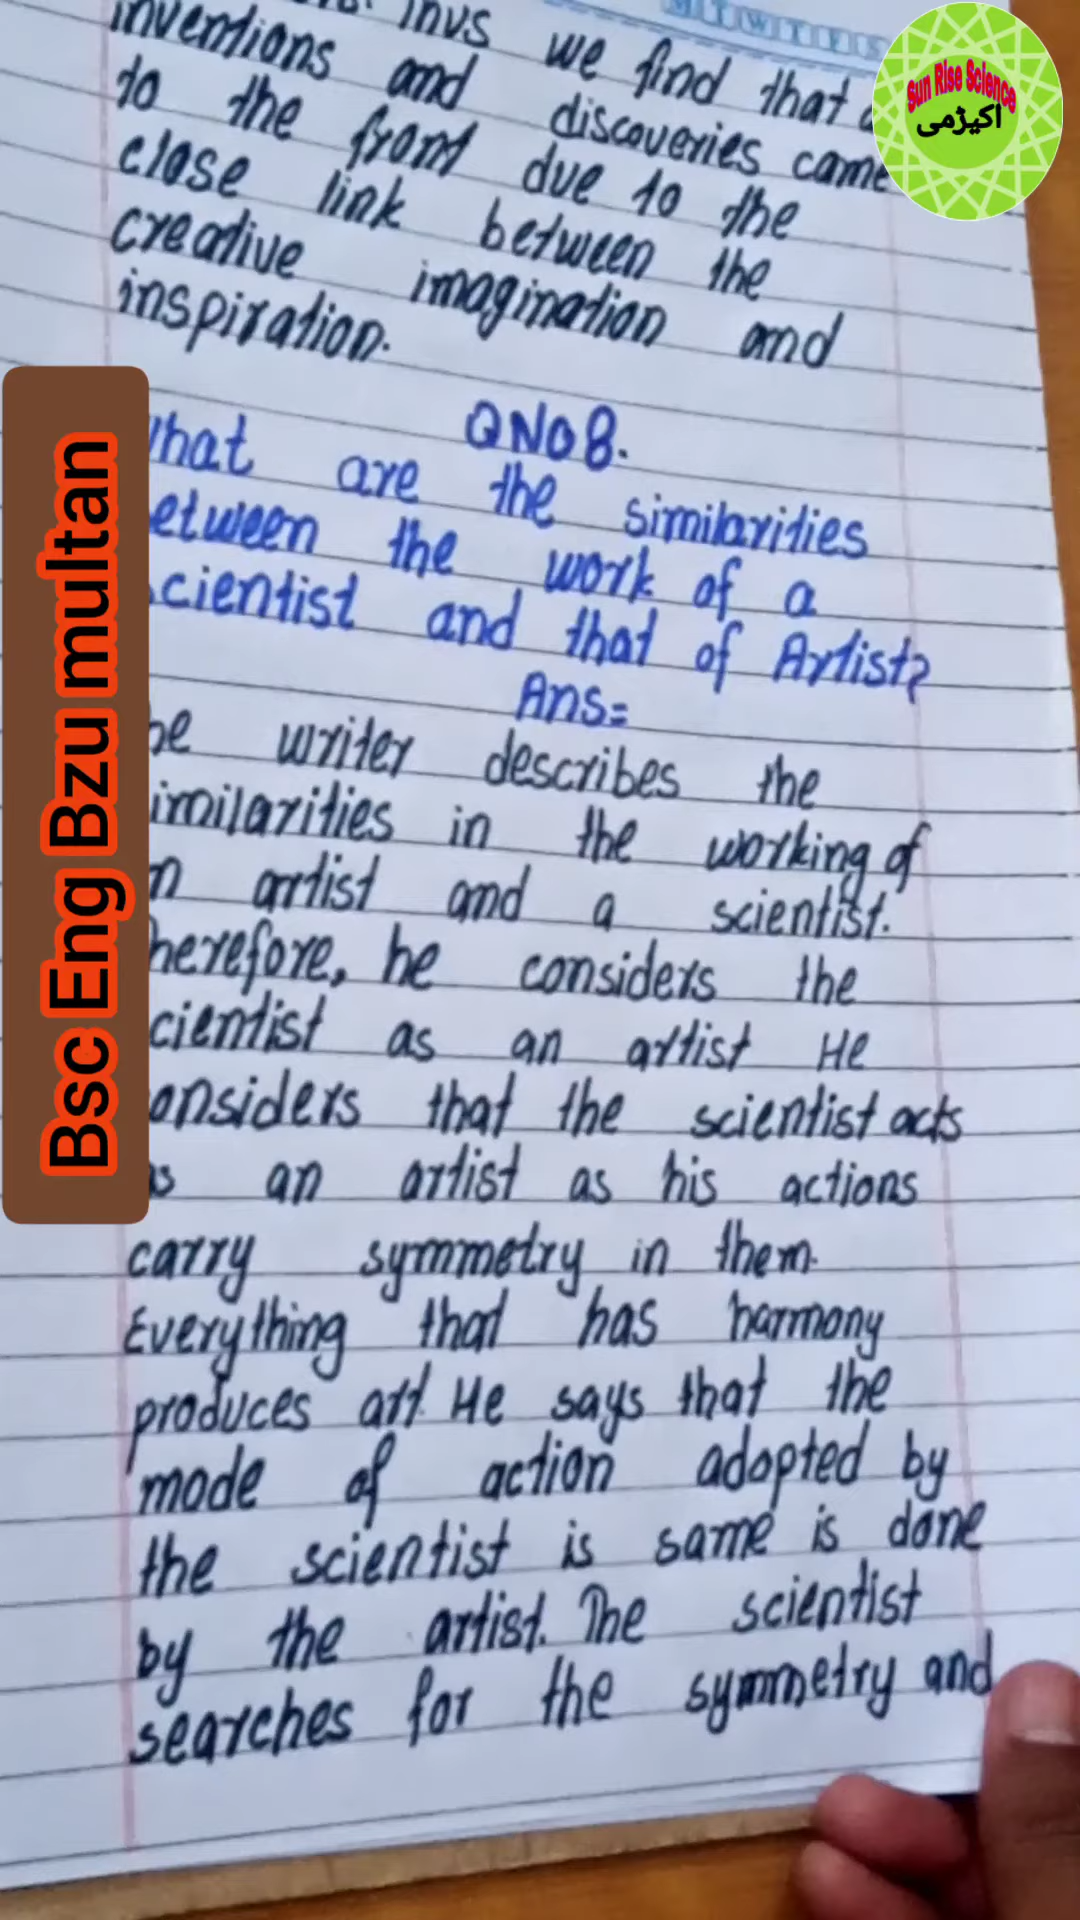 M T W T F S
Sun Rise Science
اکیڈمی
we find that
inventions and discoveries came
to the front due to the
close link between the
creative imagination and
inspiration.
QNO8.
hat are the similarities
etween the work of a
cientist and that of Artist?
Ans=
he writer describes the
imilarities in the working of
n artist and a scientist.
herefore, he considers the
cientist as an artist He
onsiders that the scientist acts
s an artist as his actions
carry symmetry in them.
Everything that has harmony
produces art. He says that the
mode of action adopted by
the scientist is same is done
by the artist. The scientist
searches for the symmetry and
Bsc Eng Bzu multan